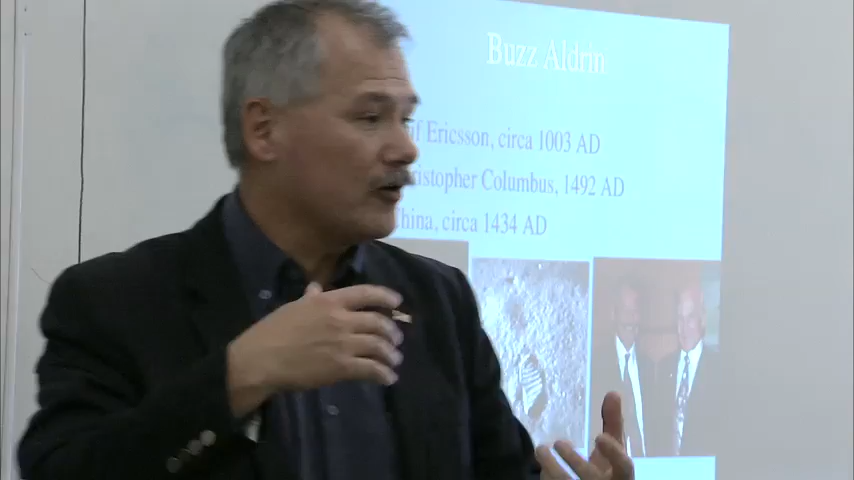 Buzz Aldrin
Ericsson, circa 1003 AD
Columbus, 1492 AD
China, circa 1434 AD